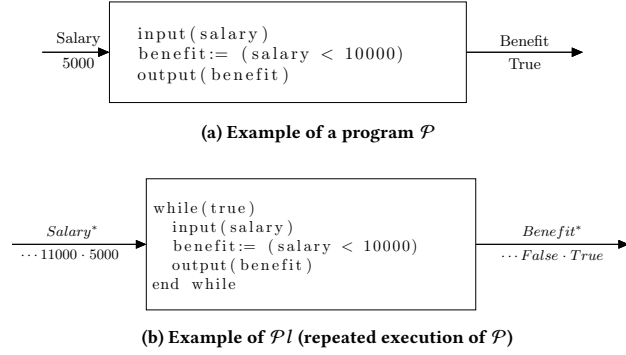 Salary
5000
input(salary)
benefit:= (salary < 10000)
output(benefit)
Benefit
True
(a) Example of a program 𝒫
Salary*
⋯11000 · 5000
while(true)
input(salary)
benefit:= (salary < 10000)
output(benefit)
end while
Benefit*
⋯False · True
(b) Example of 𝒫l (repeated execution of 𝒫)